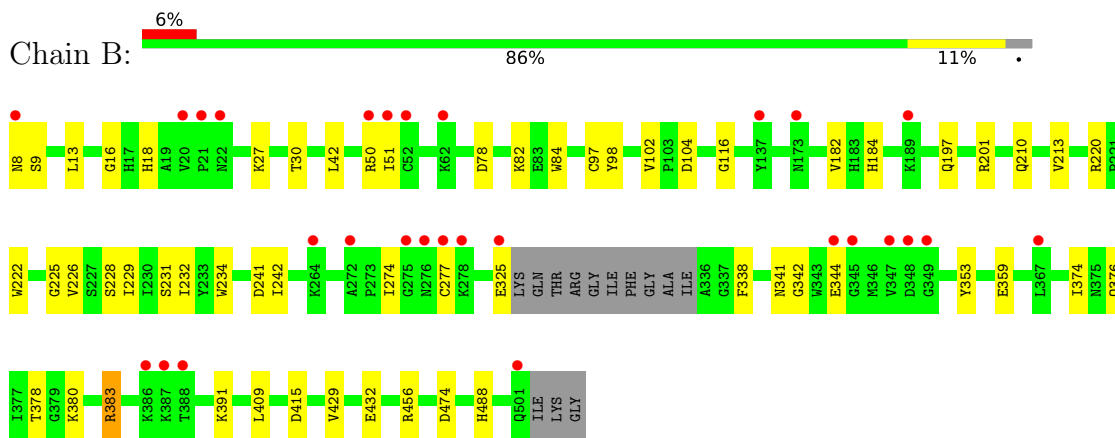 6%
Chain B:
86% 11% •
N8 S9 L13 G16 H17 H18 A19 V20 P21 N22 K27 T30 L42 R50 I51 C52 K62 D78 K82 E83 W84 C97 Y98 V102 P103 D104 G116 Y137 N173 V182 H183 H184 K189 Q197 R201 Q210 V213 R220
W222 G225 V226 S227 S228 I229 I230 S231 I232 Y233 W234 D241 I242 K264 A272 P273 I274 G275 N276 C277 K278 E325 LYS GLN THR ARG GLY ILE PHE GLY ALA ILE A336 G337 F338 N341 G342 W343 E344 G345 M346 V347 D348 G349 Y353 E359 L367 I374 N375
I377 T378 G379 K380 R383 K386 K387 T388 K391 L409 D415 V429 E432 R456 D474 H488 Q501 ILE LYS GLY